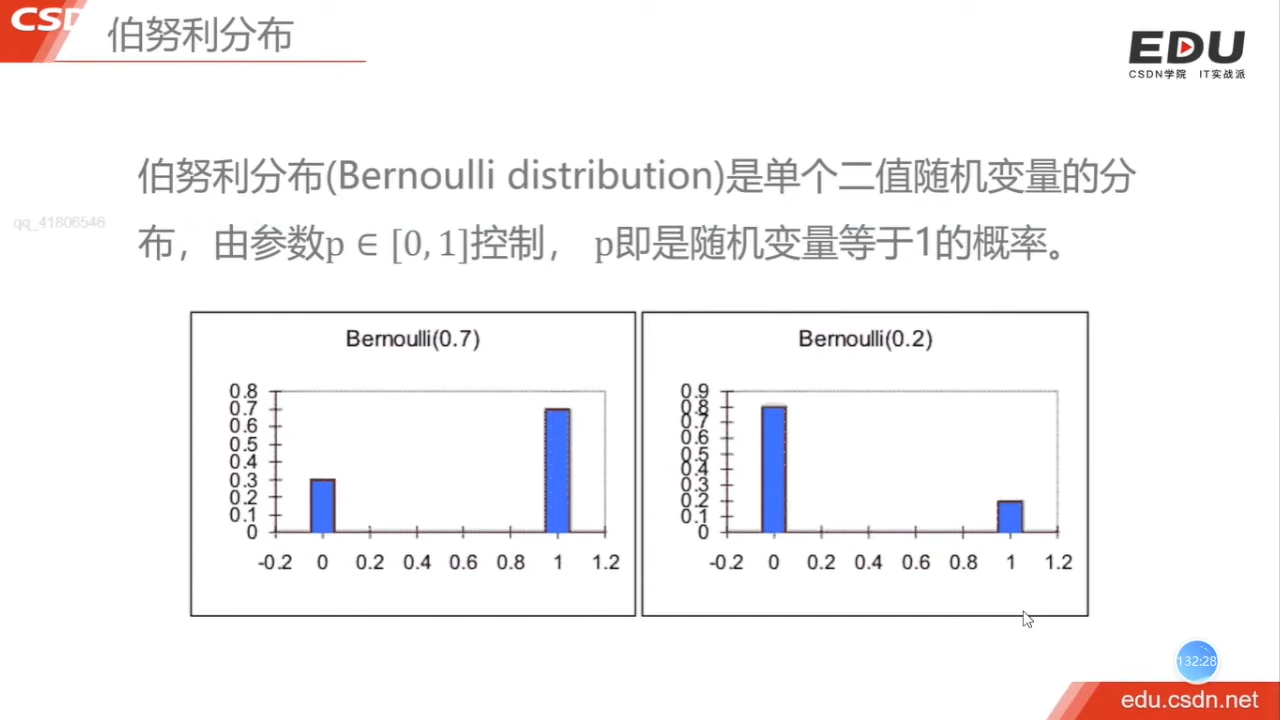 CSD
伯努利分布
EDU
CSDN学院 IT实战派
伯努利分布(Bernoulli distribution)是单个二值随机变量的分
布，由参数p ∈ [0, 1]控制， p即是随机变量等于1的概率。
qq_41806546
Bernoulli(0.7)
0.8
0.7
0.6
0.5
0.4
0.3
0.2
0.1
0
-0.2 0 0.2 0.4 0.6 0.8 1 1.2
Bernoulli(0.2)
0.9
0.8
0.7
0.6
0.5
0.4
0.3
0.2
0.1
0
-0.2 0 0.2 0.4 0.6 0.8 1 1.2
132:28
edu.csdn.net